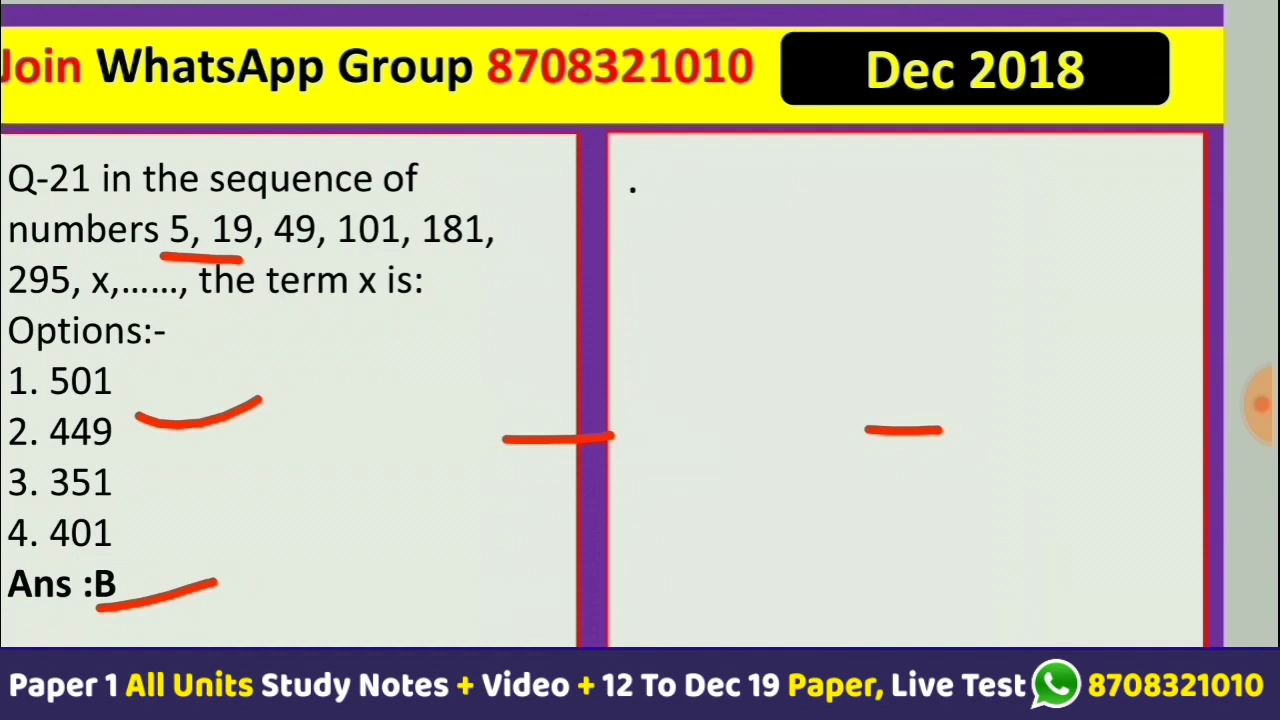 Join WhatsApp Group 8708321010
Dec 2018
Q-21 in the sequence of
numbers 5, 19, 49, 101, 181,
295, x,……, the term x is:
Options:-
1. 501
2. 449
3. 351
4. 401
Ans :B
.
Paper 1 All Units Study Notes + Video + 12 To Dec 19 Paper, Live Test 8708321010